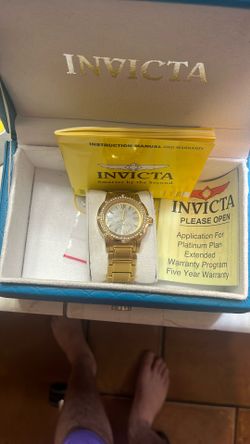 INVICTA
INSTRUCTION MANUAL AND WARRANTY
INVICTA
INVICTA
PLEASE OPEN
Application For
Platinum Plan
Extended
Warranty Program
Five Year Warranty